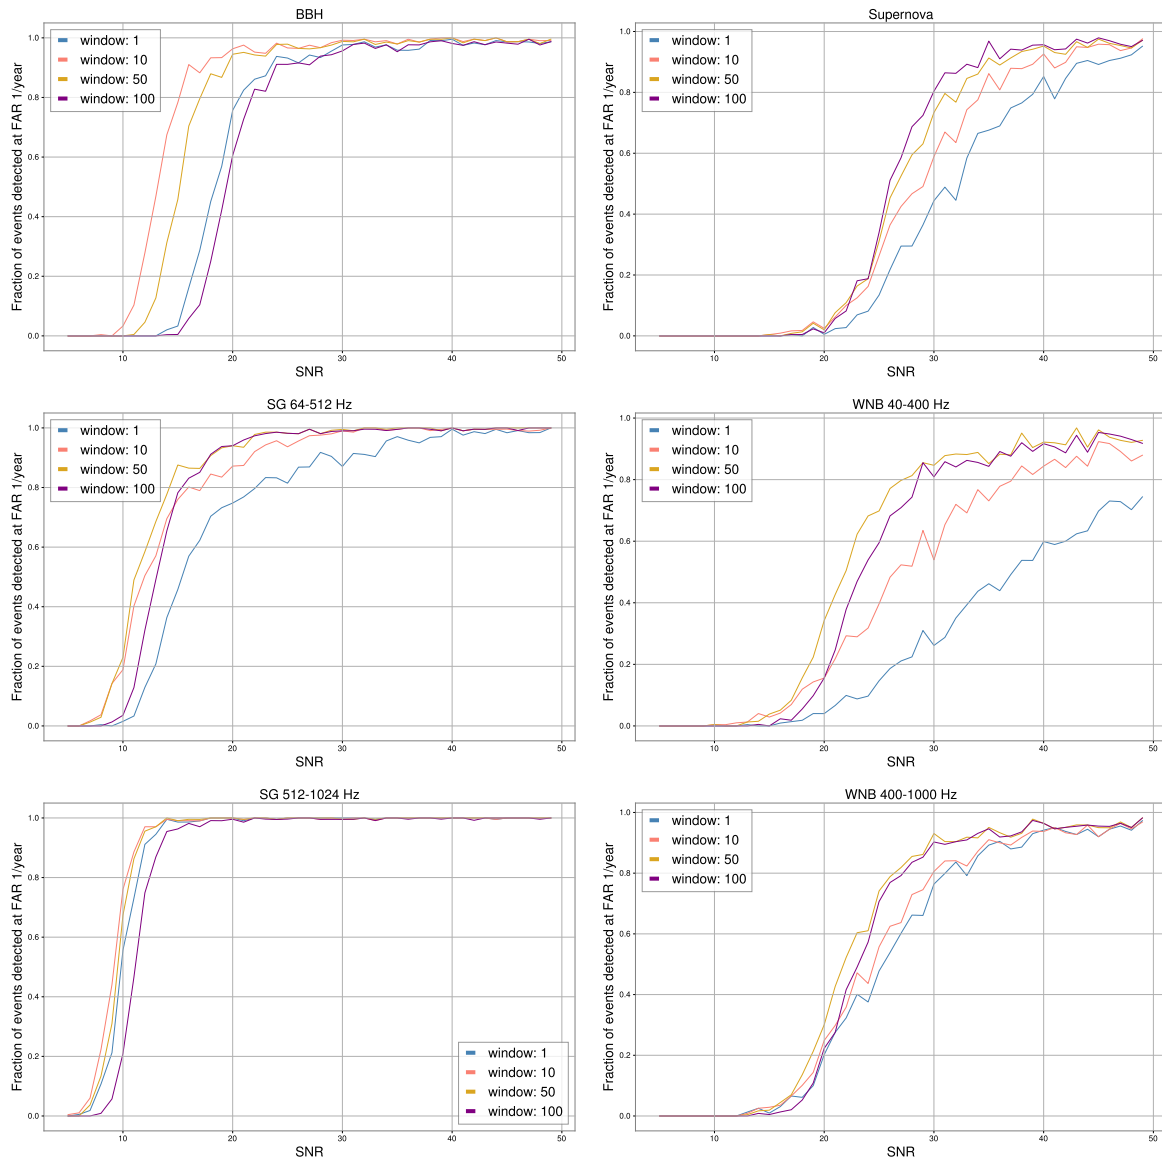 BBH
Fraction of events detected at FAR 1/year
1.0
0.8
0.6
0.4
0.2
0.0
window: 1
window: 10
window: 50
window: 100
10
20
30
40
50
SNR
Supernova
Fraction of events detected at FAR 1/year
1.0
0.8
0.6
0.4
0.2
0.0
window: 1
window: 10
window: 50
window: 100
10
20
30
40
50
SNR
SG 64-512 Hz
Fraction of events detected at FAR 1/year
1.0
0.8
0.6
0.4
0.2
0.0
window: 1
window: 10
window: 50
window: 100
10
20
30
40
50
SNR
WNB 40-400 Hz
Fraction of events detected at FAR 1/year
1.0
0.8
0.6
0.4
0.2
0.0
window: 1
window: 10
window: 50
window: 100
10
20
30
40
50
SNR
SG 512-1024 Hz
Fraction of events detected at FAR 1/year
1.0
0.8
0.6
0.4
0.2
0.0
window: 1
window: 10
window: 50
window: 100
10
20
30
40
50
SNR
WNB 400-1000 Hz
Fraction of events detected at FAR 1/year
1.0
0.8
0.6
0.4
0.2
0.0
window: 1
window: 10
window: 50
window: 100
10
20
30
40
50
SNR